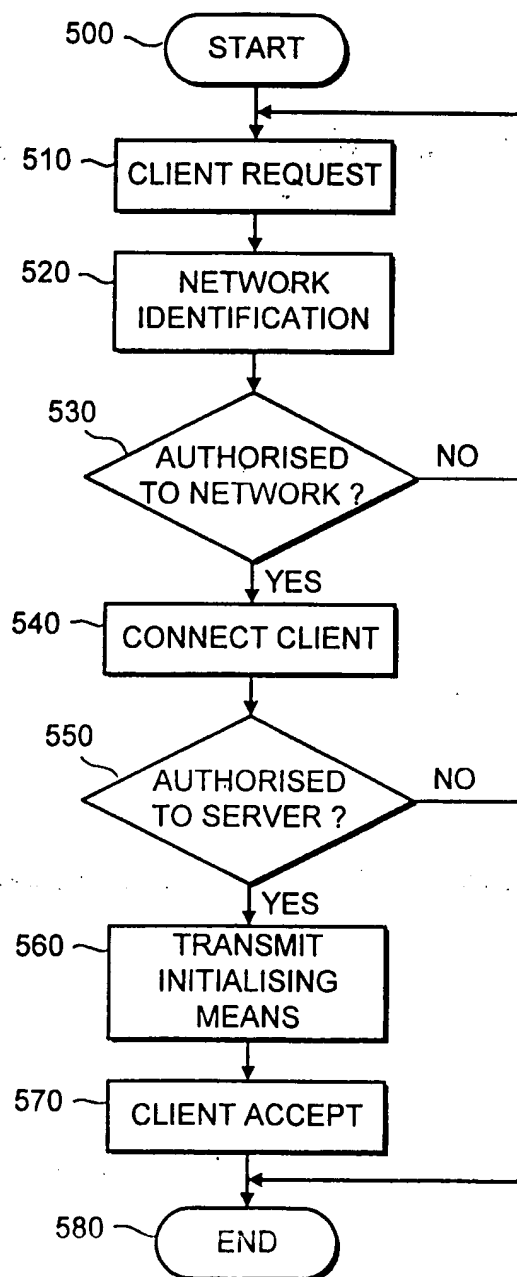 500
START
510
CLIENT REQUEST
520
NETWORK
IDENTIFICATION
530
AUTHORISED
TO NETWORK ?
NO
YES
540
CONNECT CLIENT
550
AUTHORISED
TO SERVER ?
NO
YES
560
TRANSMIT
INITIALISING
MEANS
570
CLIENT ACCEPT
580
END